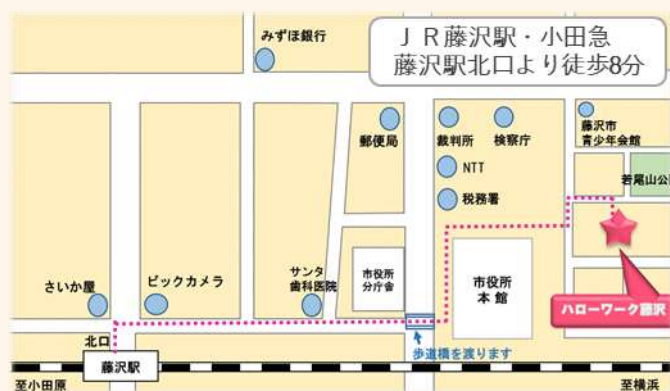 みずほ銀行
ＪＲ藤沢駅・小田急
藤沢駅北口より徒歩8分
郵便局
裁判所
検察庁
藤沢市
青少年会館
NTT
若尾山公
税務署
さいか屋
ビックカメラ
サンタ
歯科医院
市役所
分庁舎
市役所
本館
ハローワーク藤沢
北口
歩道橋を渡ります
藤沢駅
至小田原
至横浜